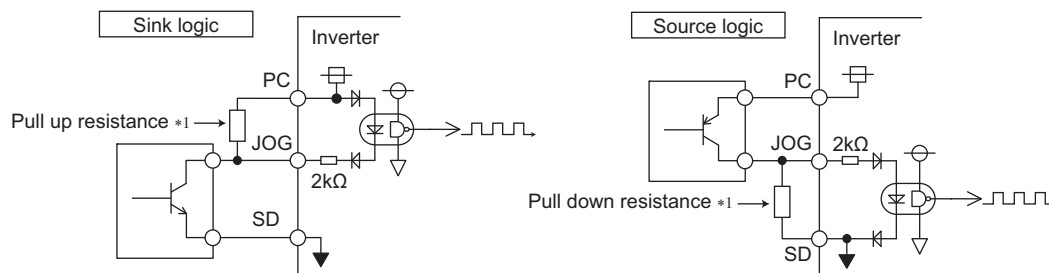 Sink logic
Inverter
PC
Pull up resistance *1
JOG
2kΩ
SD
Source logic
Inverter
PC
JOG
2kΩ
Pull down resistance *1
SD